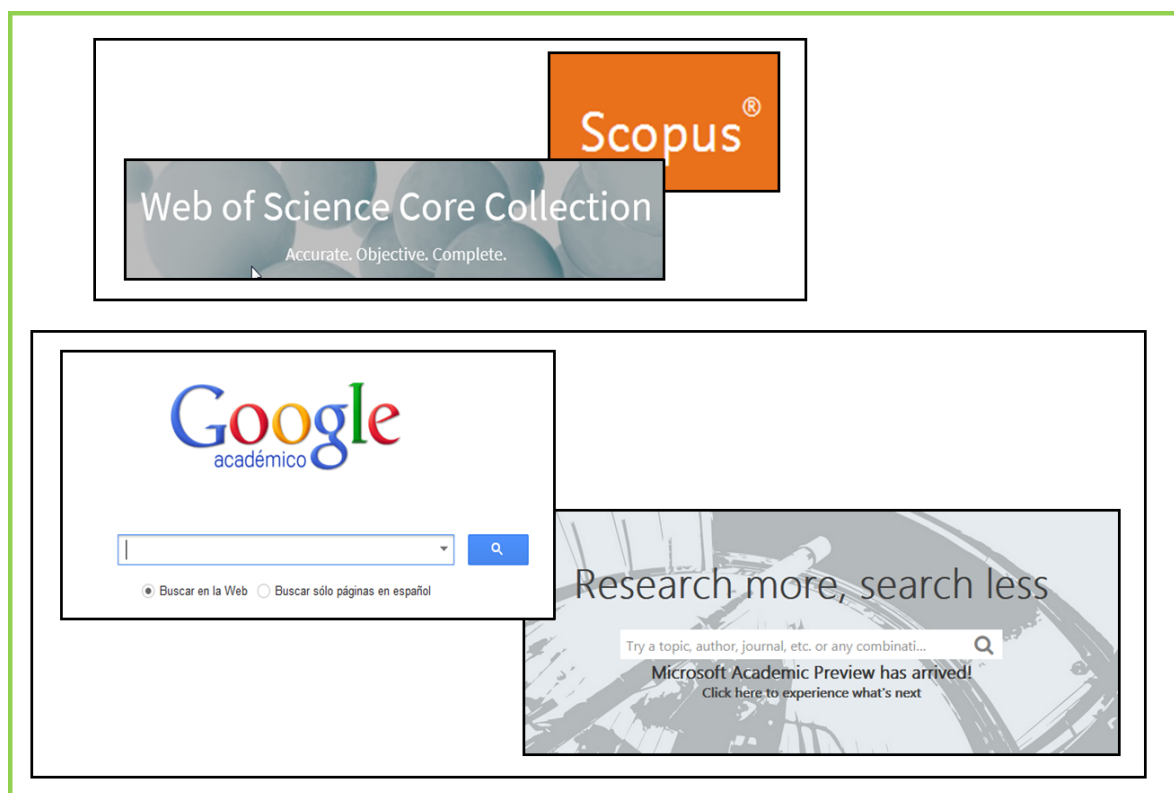 Scopus®
Web of Science Core Collection
Accurate. Objective. Complete.
Google
académico
Buscar en la Web
Buscar sólo páginas en español
Research more, search less
Try a topic, author, journal, etc. or any combinati...
Microsoft Academic Preview has arrived!
Click here to experience what's next